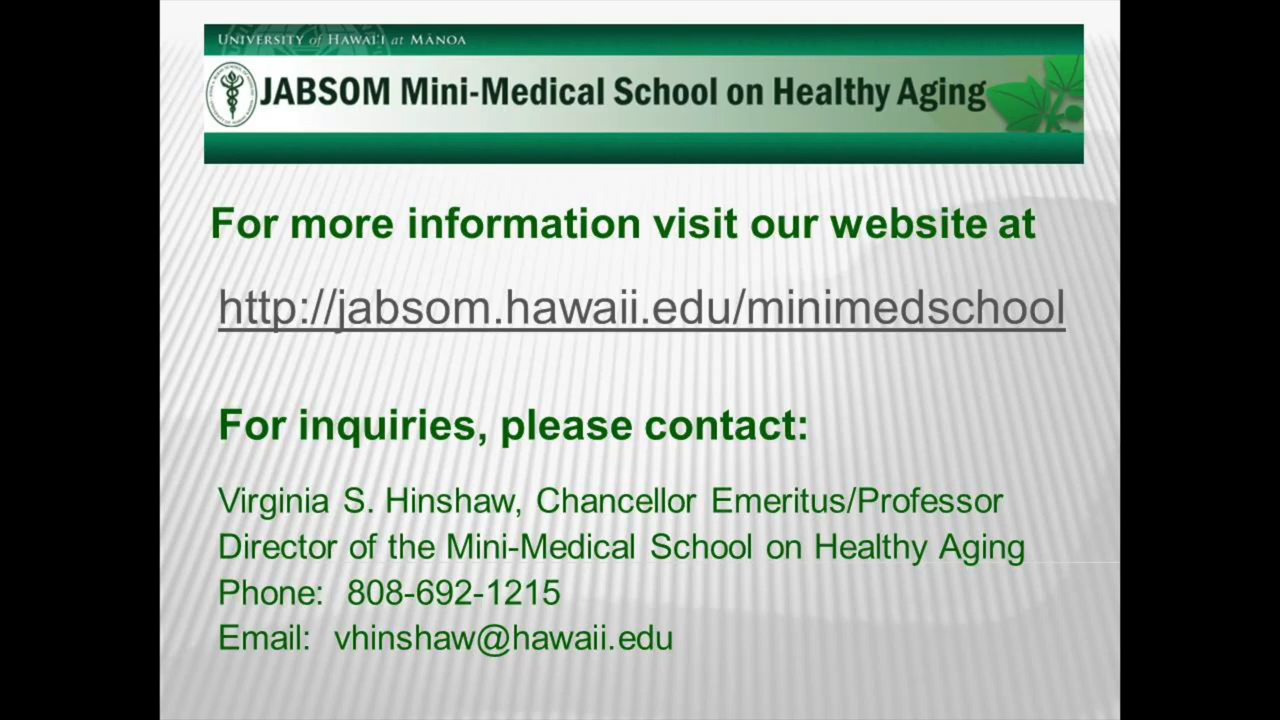 UNIVERSITY of HAWAI'I at MĀNOA
JABSOM Mini-Medical School on Healthy Aging
For more information visit our website at
http://jabsom.hawaii.edu/minimedschool
For inquiries, please contact:
Virginia S. Hinshaw, Chancellor Emeritus/Professor
Director of the Mini-Medical School on Healthy Aging
Phone: 808-692-1215
Email: vhinshaw@hawaii.edu